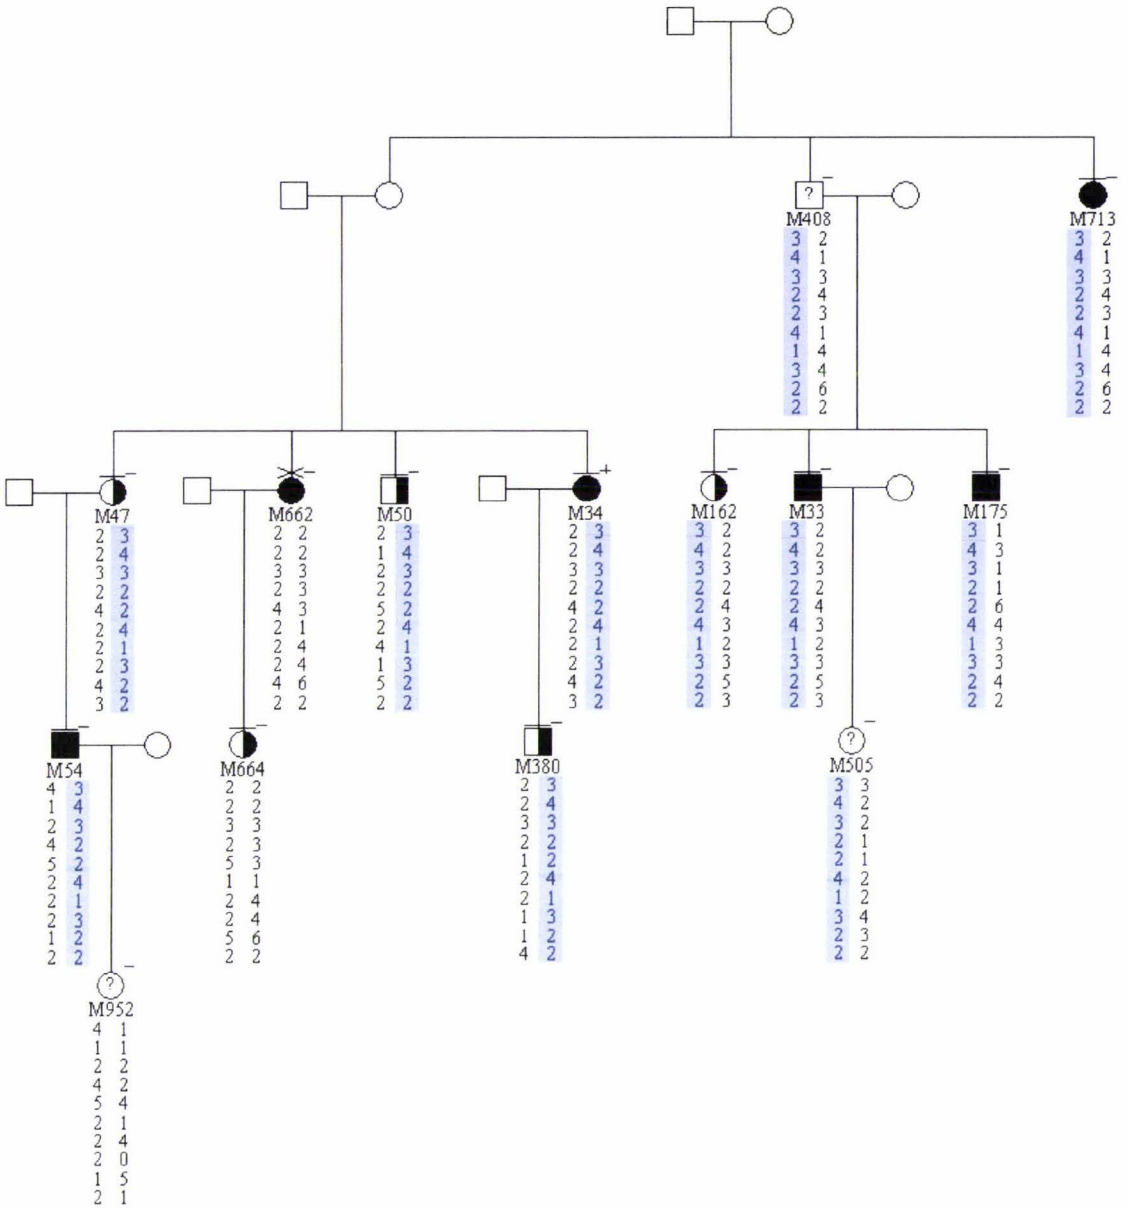 ?
M408 M713
3 2 3 2
4 1 4 1
3 3 3 3
2 4 2 4
2 3 2 3
4 1 4 1
1 4 1 4
3 4 3 4
2 6 2 6
2 2 2 2
M47 M662 M50 M34 M162 M33 M175
2 3 2 2 2 3 2 3 3 2 3 2 3 1
2 4 2 2 1 4 2 4 4 2 4 2 4 3
3 3 3 3 2 3 3 3 3 3 3 3 3 1
2 2 2 3 2 2 2 2 2 2 2 2 2 1
4 2 4 3 5 2 4 2 2 4 2 4 2 6
2 4 2 1 2 4 2 4 4 3 4 3 4 4
2 1 2 4 4 1 2 1 1 2 1 2 1 3
2 3 2 4 1 3 2 3 3 3 3 3 3 3
4 2 4 6 5 2 4 2 2 5 2 5 2 4
3 2 2 2 2 2 3 2 2 3 2 3 2 2
?
M54 M664 M380 M505
4 3 2 2 2 3 3 3
1 4 2 2 2 4 4 2
2 3 3 3 3 3 3 2
4 2 2 3 2 2 2 1
5 2 5 3 1 2 2 1
2 4 1 1 2 4 4 2
2 1 2 4 2 1 1 2
2 3 2 4 1 3 3 4
1 2 5 6 1 2 2 3
2 2 2 2 4 2 2 2
?
M952
4 1
1 1
2 2
4 2
5 4
2 1
2 4
2 0
1 5
2 1